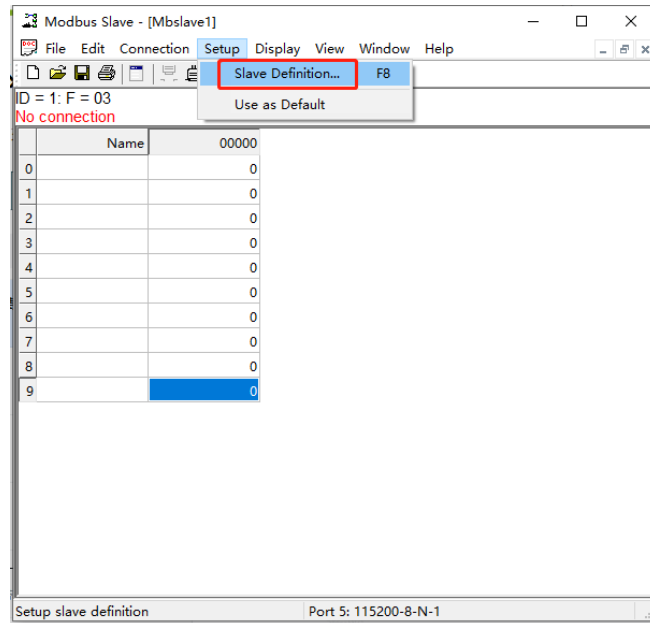 Modbus Slave - [Mbslave1]
File Edit Connection Setup Display View Window Help
Slave Definition... F8
Use as Default
ID = 1: F = 03
No connection
Name 00000
0 0
1 0
2 0
3 0
4 0
5 0
6 0
7 0
8 0
9 0
Setup slave definition Port 5: 115200-8-N-1